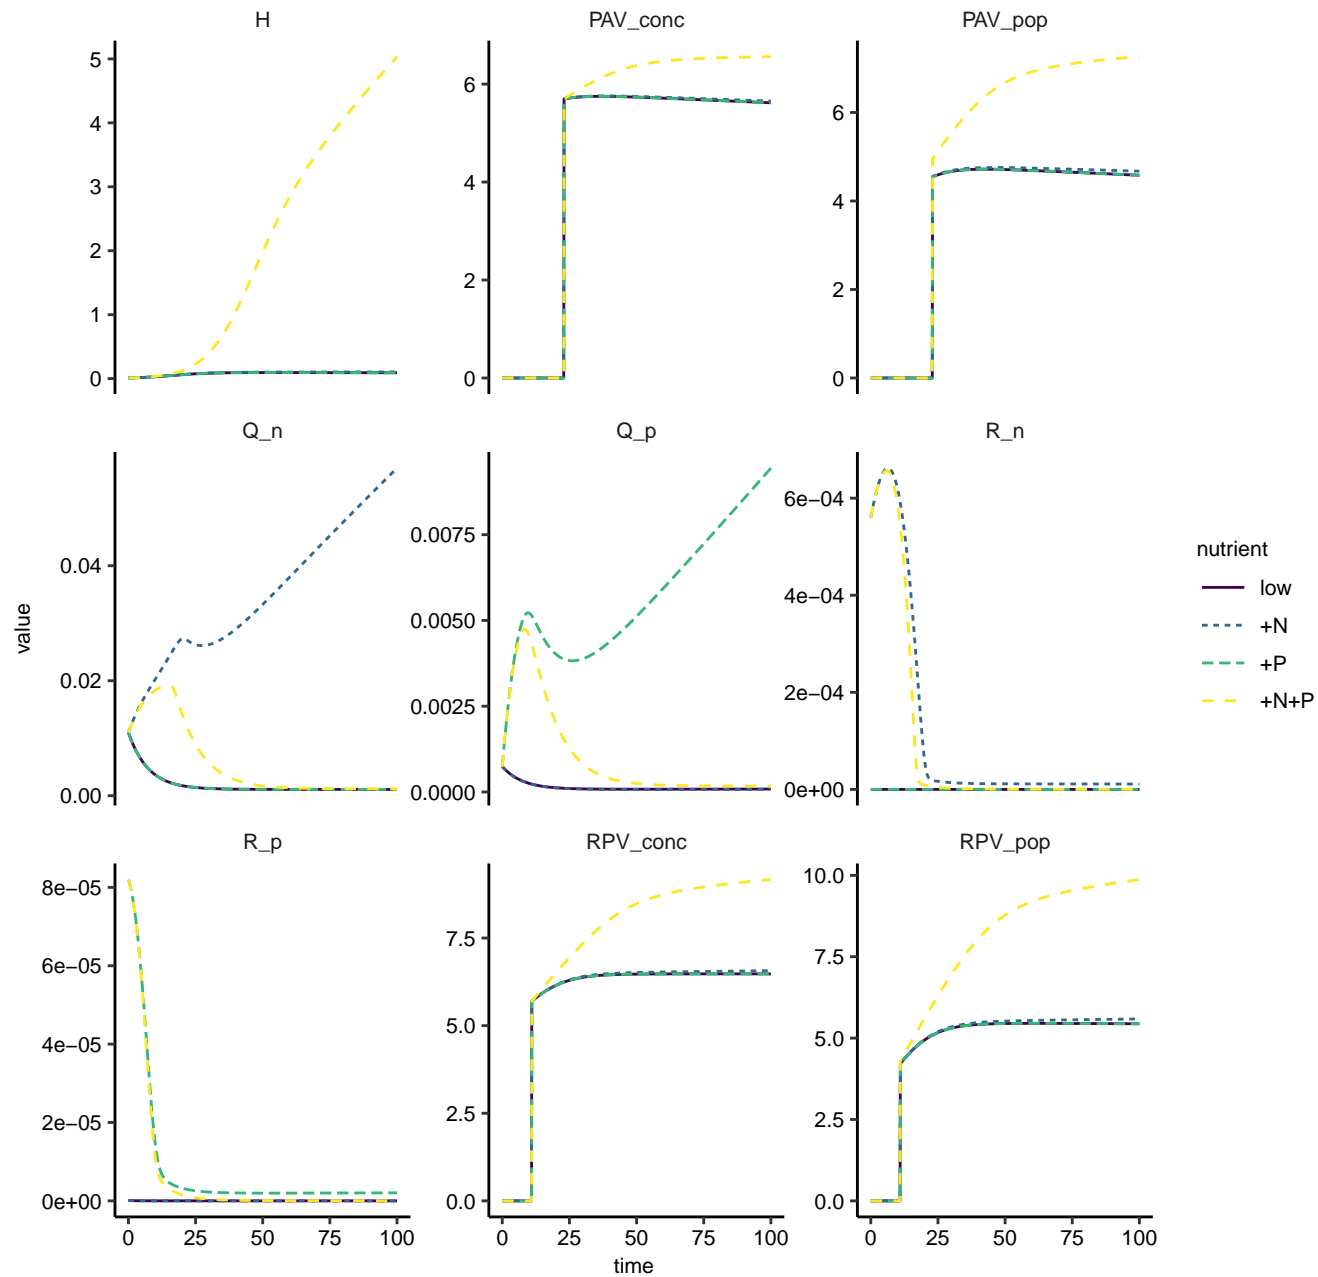 H
PAV_conc
PAV_pop
5
4
3
2
1
0
6
4
2
0
6
4
2
0
Q_n
Q_p
R_n
0.04
0.02
0.00
0.0075
0.0050
0.0025
0.0000
6e−04
4e−04
2e−04
0e+00
value
nutrient
low
+N
+P
+N+P
R_p
RPV_conc
RPV_pop
8e−05
6e−05
4e−05
2e−05
0e+00
7.5
5.0
2.5
0.0
10.0
7.5
5.0
2.5
0.0
0 25 50 75 100
0 25 50 75 100
0 25 50 75 100
time